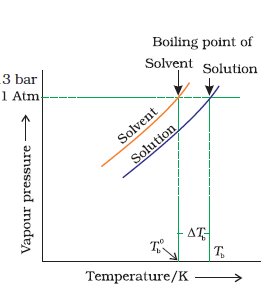 Boiling point of
Solvent
Solution
.3 bar
1 Atm
Solvent
Solution
Vapour pressure
ΔT_b
T_b^0
T_b
Temperature/K